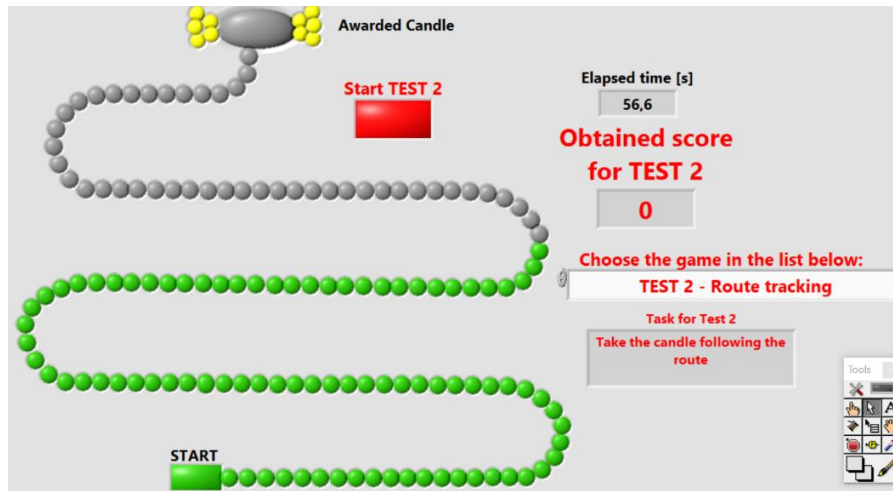 Awarded Candle
Start TEST 2
Elapsed time [s]
56,6
Obtained score
for TEST 2
0
Choose the game in the list below:
TEST 2 - Route tracking
Task for Test 2
Take the candle following the
route
Tools
A
START